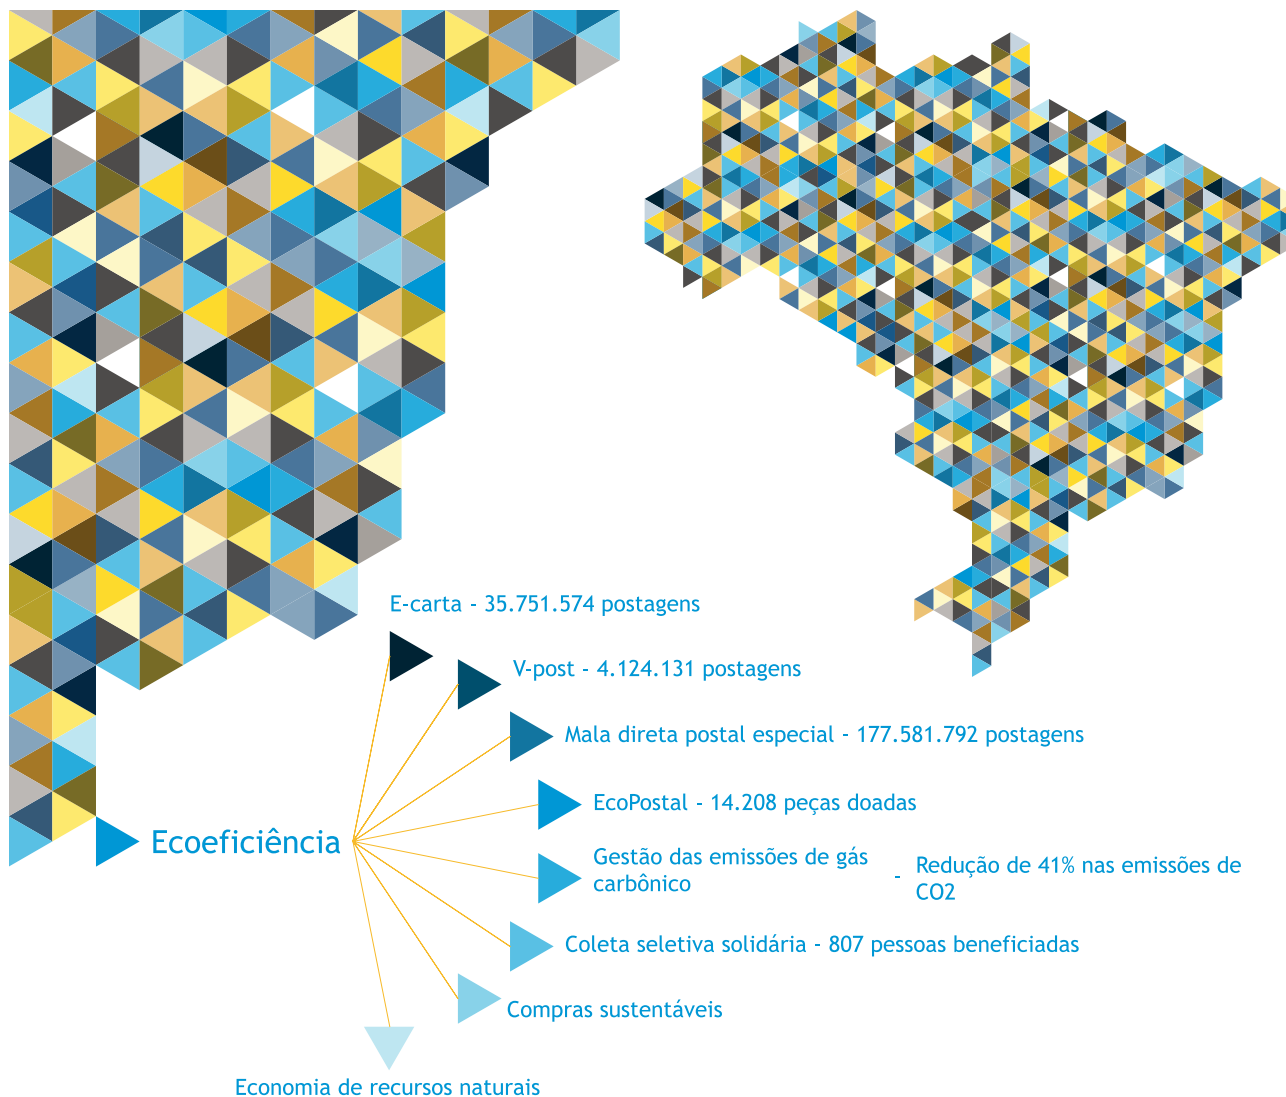 E-carta - 35.751.574 postagens
V-post - 4.124.131 postagens
Mala direta postal especial - 177.581.792 postagens
EcoPostal - 14.208 peças doadas
Ecoeficiência
Gestão das emissões de gás
carbônico
- Redução de 41% nas emissões de
CO2
Coleta seletiva solidária - 807 pessoas beneficiadas
Compras sustentáveis
Economia de recursos naturais